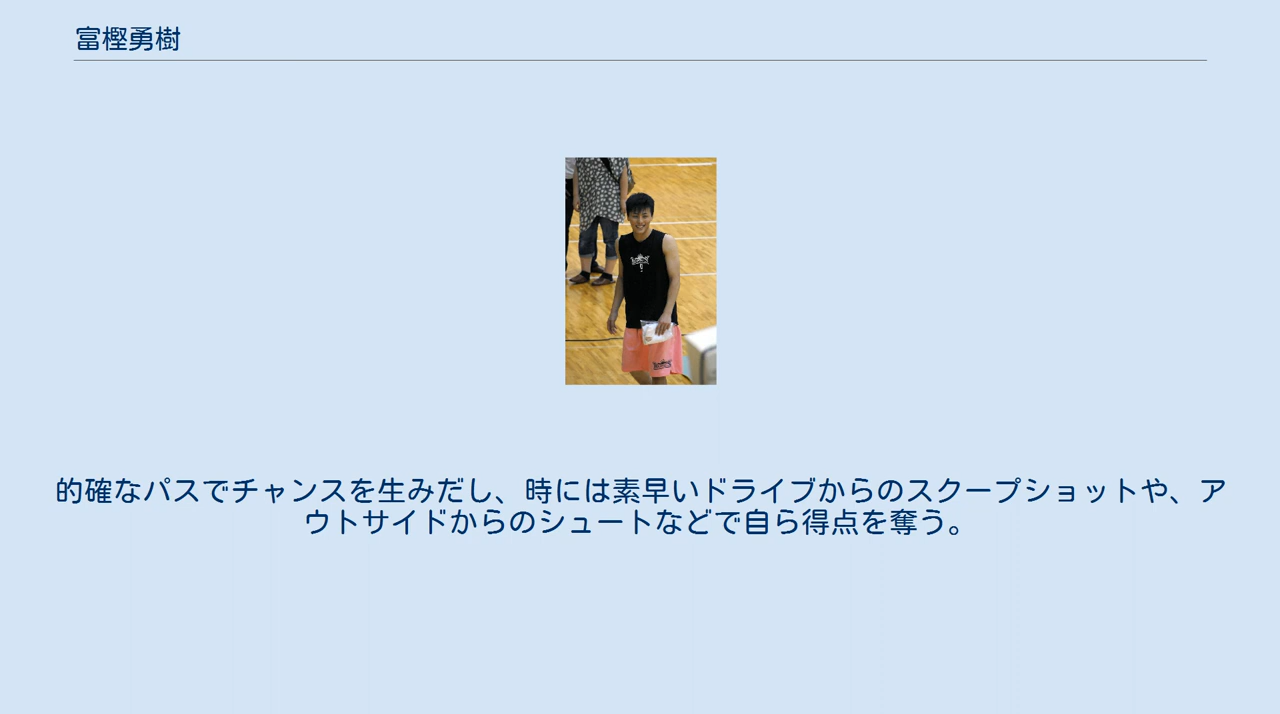 富樫勇樹
的確なパスでチャンスを生みだし、時には素早いドライブからのスクープショットや、ア
ウトサイドからのシュートなどで自ら得点を奪う。